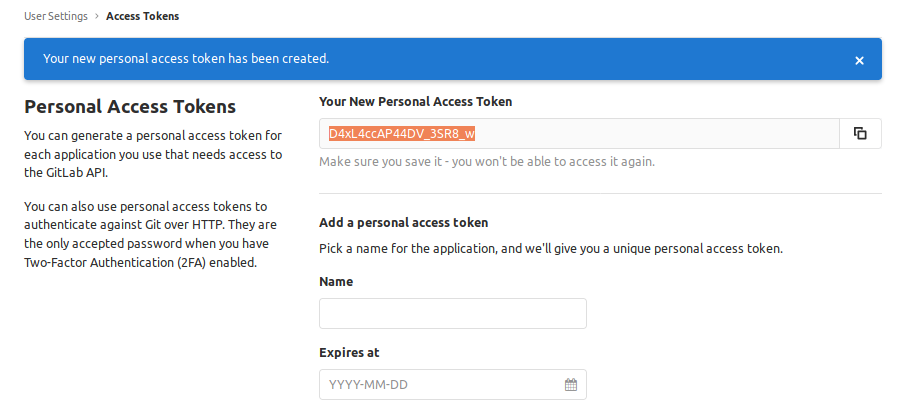 User Settings > Access Tokens
Your new personal access token has been created. ×
Personal Access Tokens
You can generate a personal access token for
each application you use that needs access to
the GitLab API.
You can also use personal access tokens to
authenticate against Git over HTTP. They are
the only accepted password when you have
Two-Factor Authentication (2FA) enabled.
Your New Personal Access Token
D4xL4ccAP44DV_3SR8_w
Make sure you save it - you won't be able to access it again.
Add a personal access token
Pick a name for the application, and we'll give you a unique personal access token.
Name
Expires at
YYYY-MM-DD